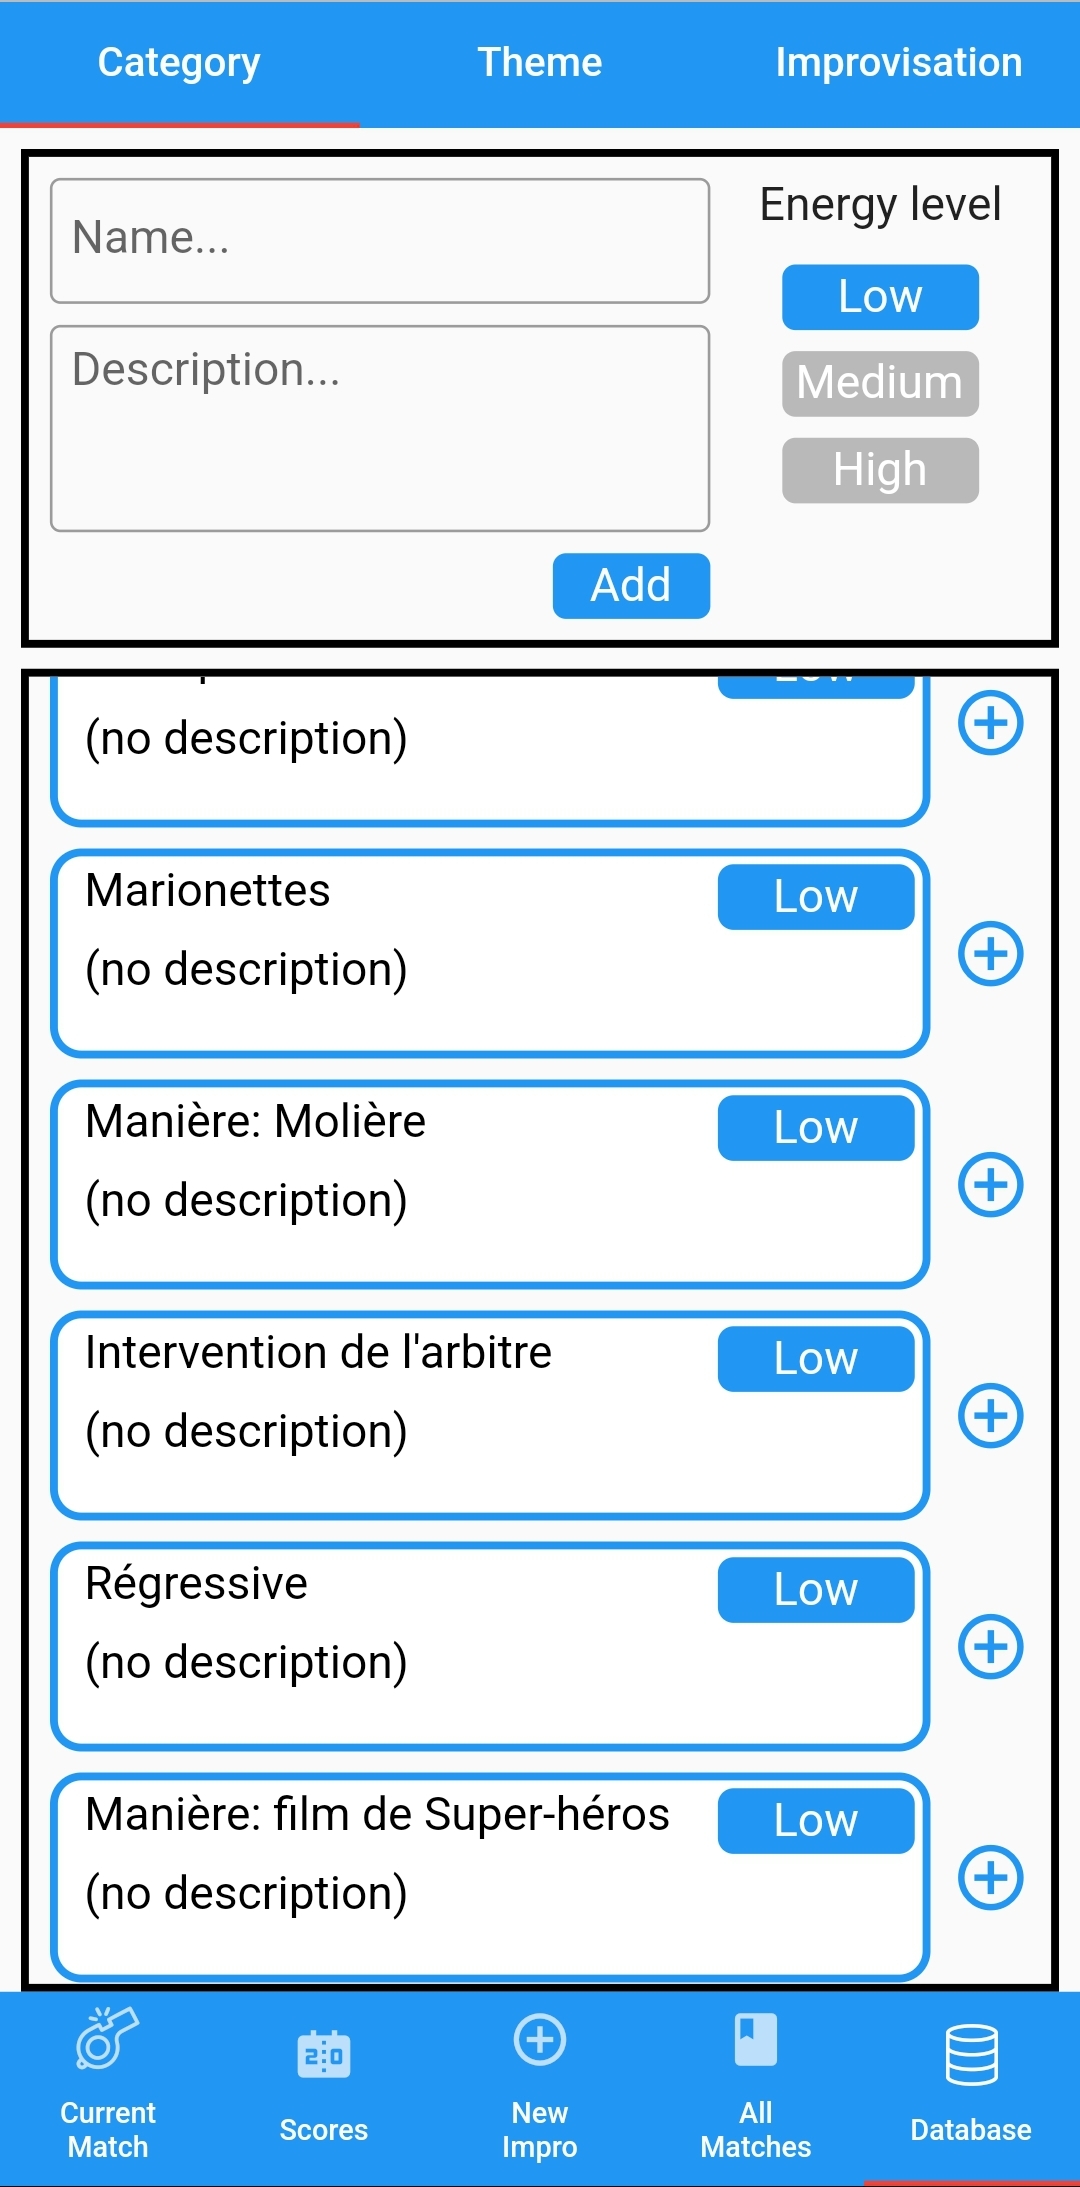 Category
Theme
Improvisation
Name...
Energy level
Low
Description...
Medium
High
Add
Low
(no description)
Marionettes
Low
(no description)
Manière: Molière
Low
(no description)
Intervention de l'arbitre
Low
(no description)
Régressive
Low
(no description)
Manière: film de Super-héros
Low
(no description)
2:0
Current
Match
Scores
New
Impro
All
Matches
Database